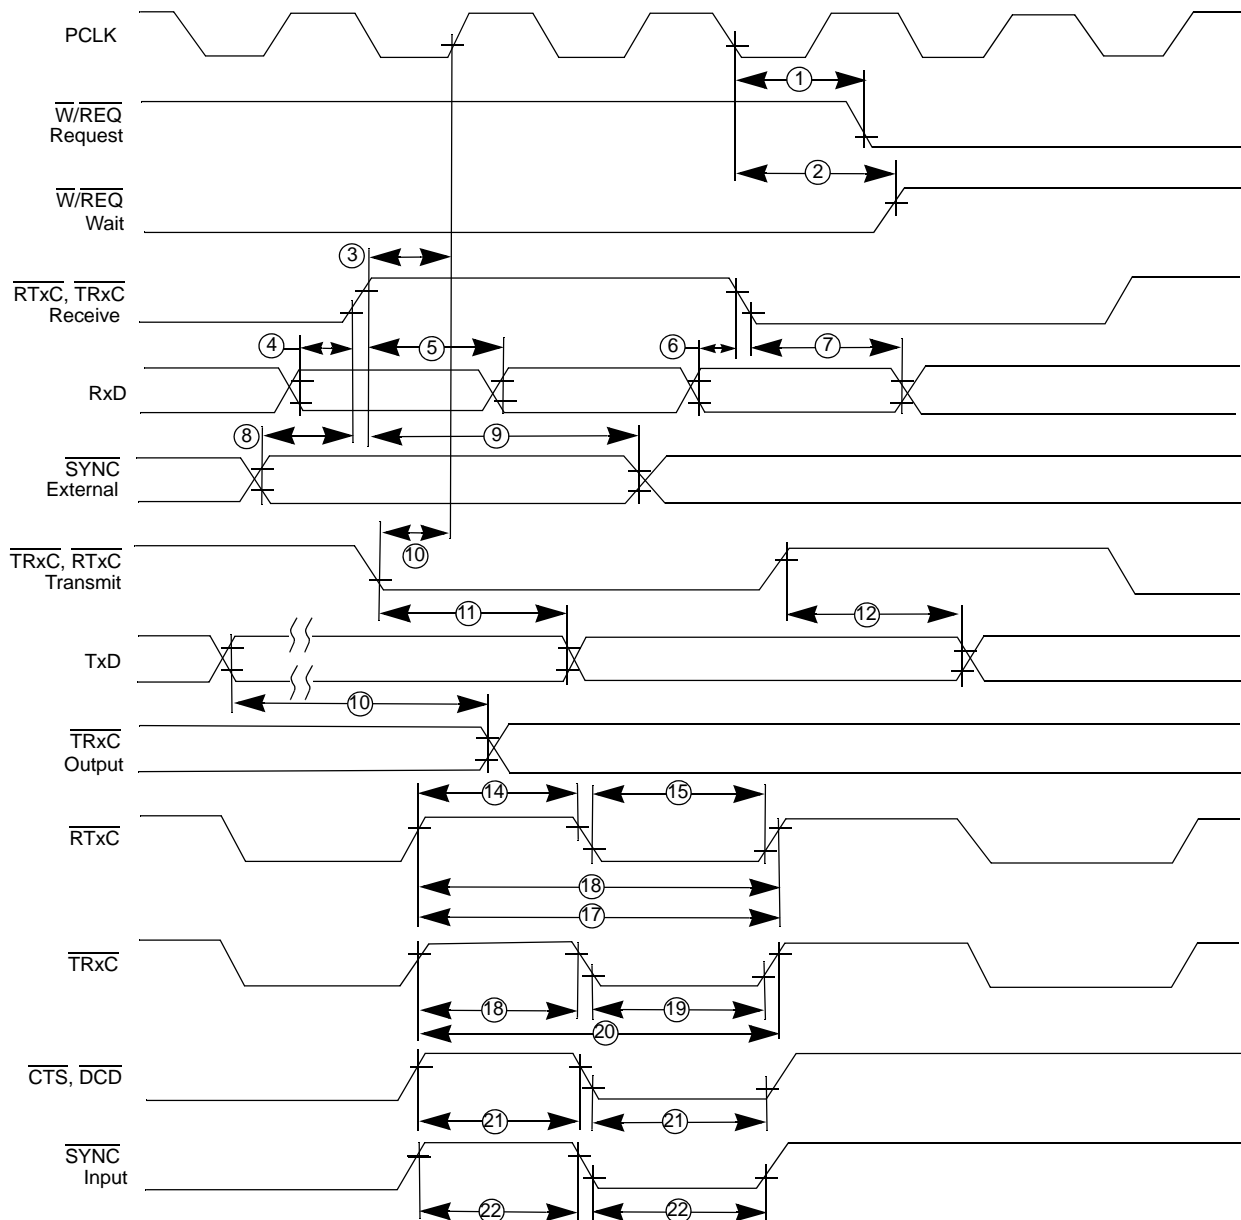 PCLK
1
W/REQ
Request
2
W/REQ
Wait
3
RTxC, TRxC
Receive
4
5
6
7
RxD
8
9
SYNC
External
10
TRxC, RTxC
Transmit
11
12
TxD
10
TRxC
Output
14
15
RTxC
18
17
TRxC
18
19
20
CTS, DCD
21
21
SYNC
Input
22
22